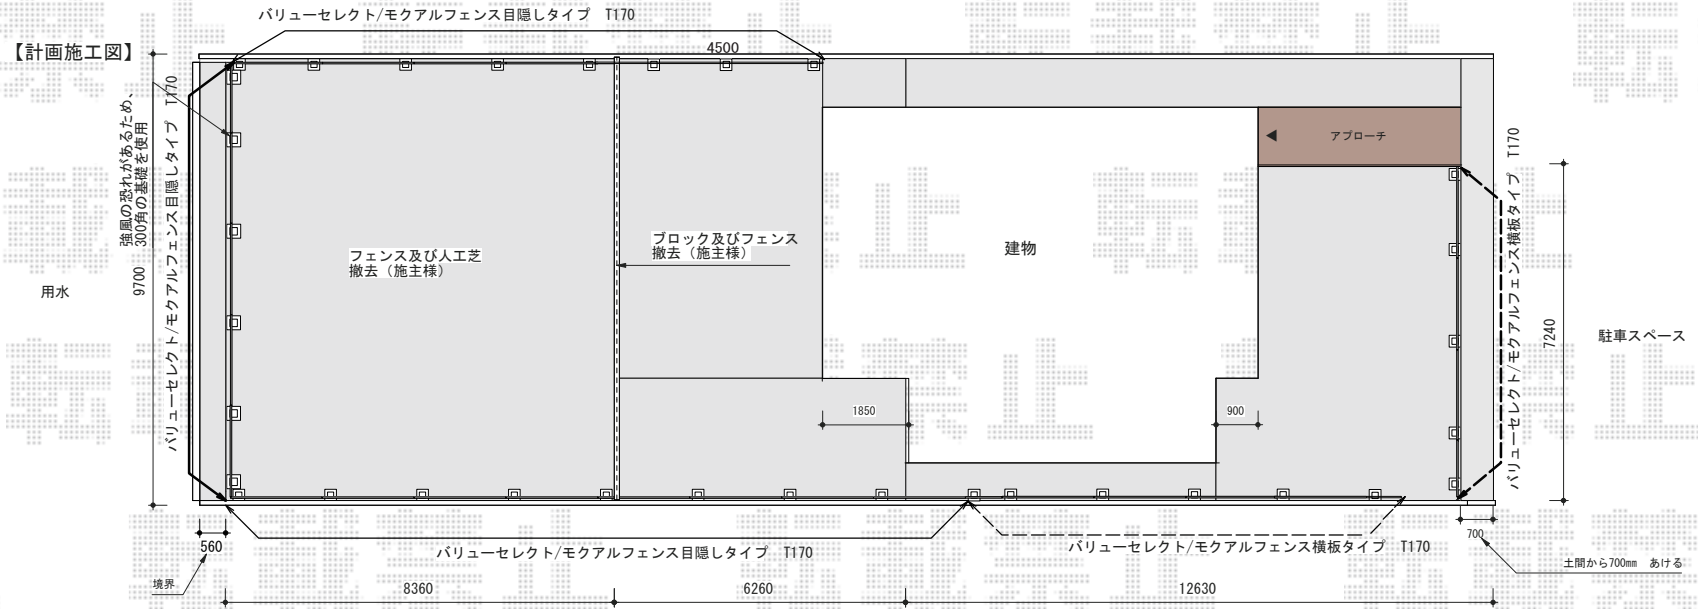 バリューセレクト/モクアルフェンス目隠しタイプ T170
【計画施工図】
4500
強風の恐れがあるため、
300角の基礎を使用
バリューセレクト/モクアルフェンス目隠しタイプ T170
9700
用水
フェンス及び人工芝
撤去（施主様）
ブロック及びフェンス
撤去（施主様）
建物
アプローチ
バリューセレクト/モクアルフェンス横板タイプ T170
7240
駐車スペース
1850
900
560
境界
バリューセレクト/モクアルフェンス目隠しタイプ T170
バリューセレクト/モクアルフェンス横板タイプ T170
700
土間から700mm あける
8360
6260
12630